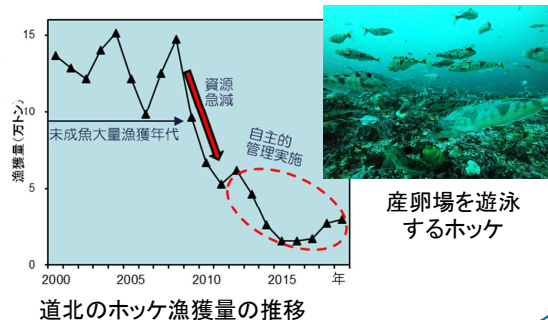 15
10
5
0
漁獲量(万トン)
資源
急減
未成魚大量漁獲年代
自主的
管理実施
2000
2005
2010
2015
年
道北のホッケ漁獲量の推移
産卵場を遊泳
するホッケ